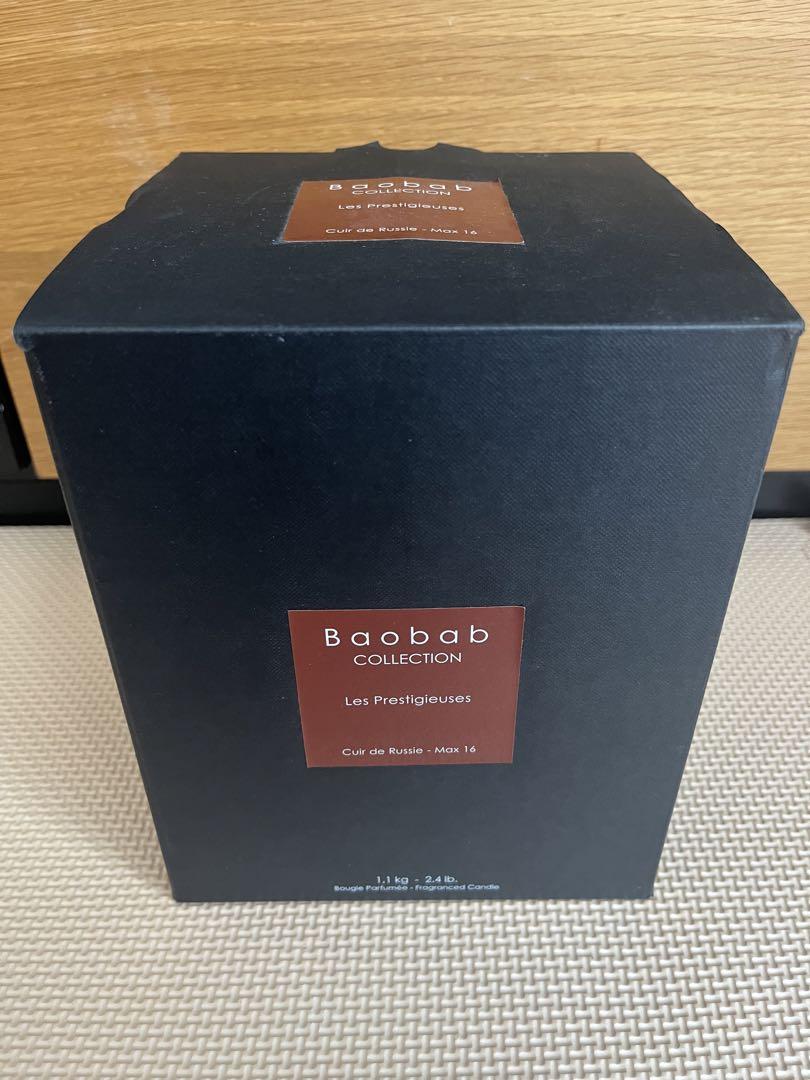 Baobab
COLLECTION
Les Prestigieuses
Cuir de Russie - Max 16
Baobab
COLLECTION
Les Prestigieuses
Cuir de Russie - Max 16
1.1 kg - 2.4 lb.
Bougie Parfumée - Fragranced Candle